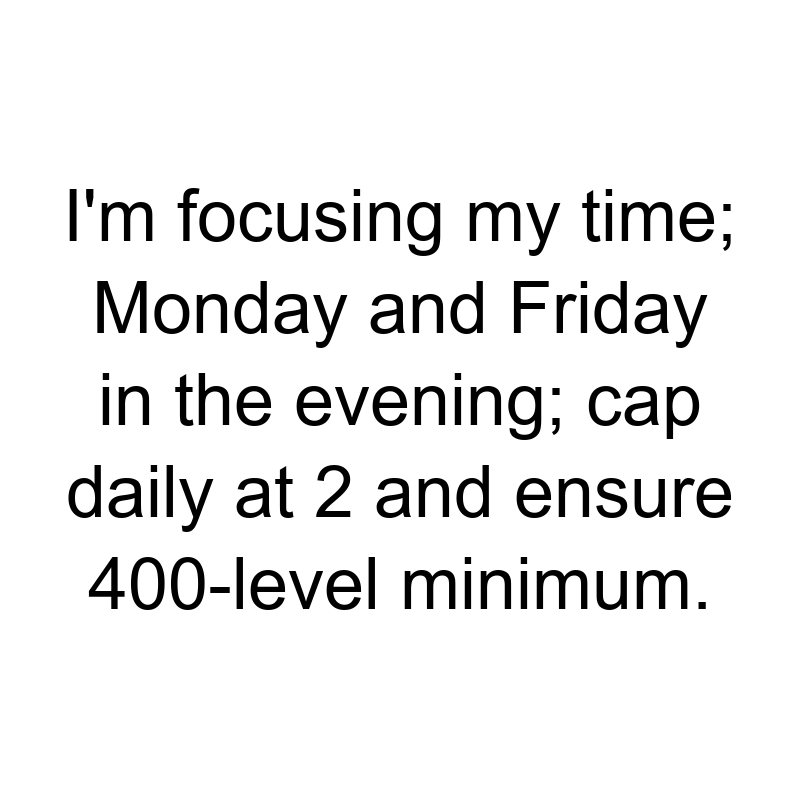 I'm focusing my time;
Monday and Friday
in the evening; cap
daily at 2 and ensure
400-level minimum.